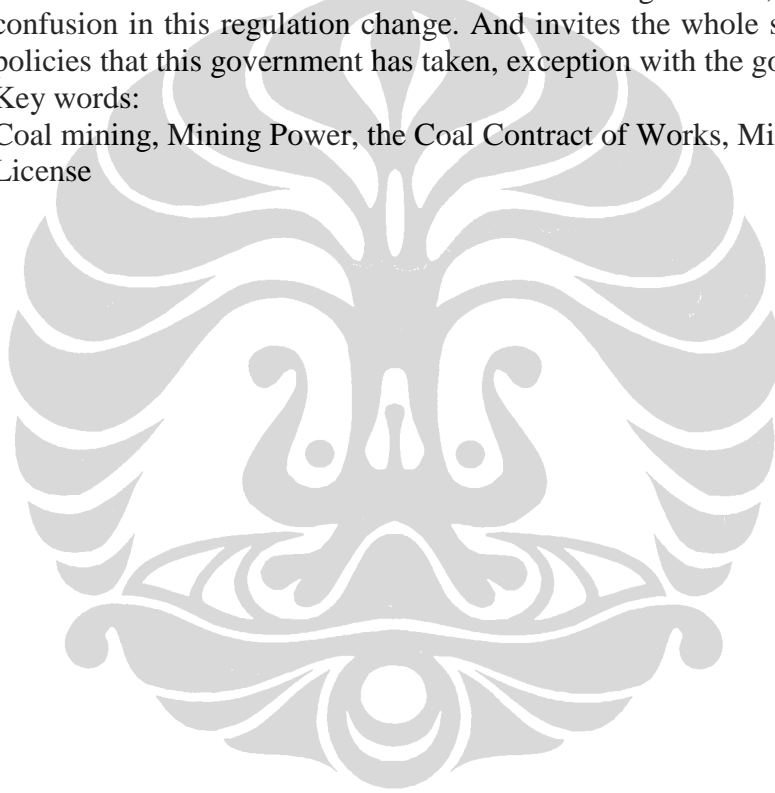 confusion in this regulation change. And invites the whole s
policies that this government has taken, exception with the go
Key words:
Coal mining, Mining Power, the Coal Contract of Works, Mi
License